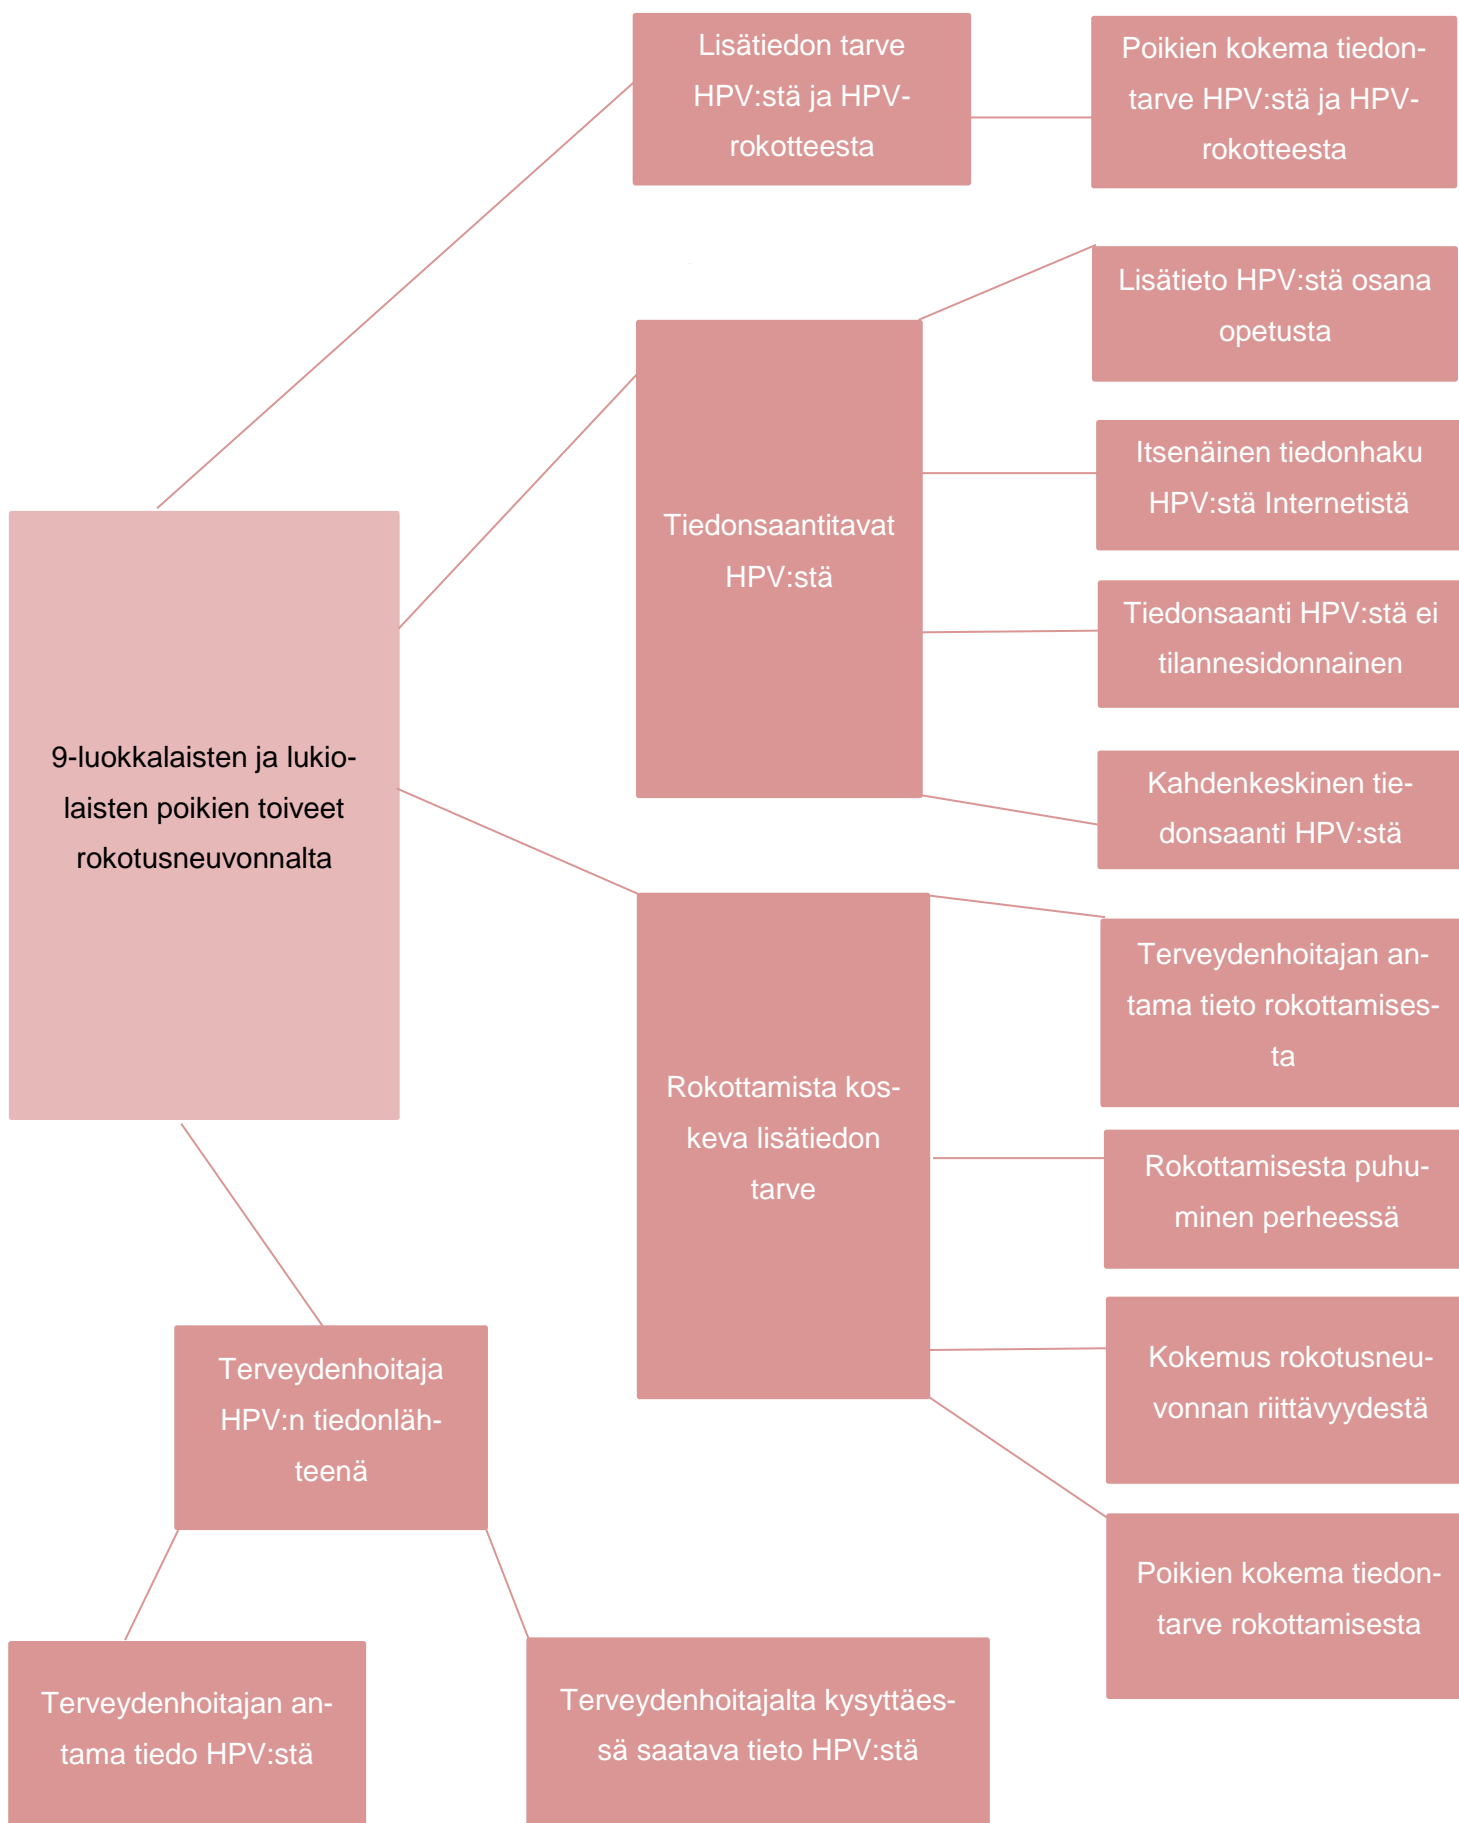 Lisätiedon tarve
HPV:stä ja HPV-
rokotteesta
Poikien kokema tiedon-
tarve HPV:stä ja HPV-
rokotteesta
Lisätieto HPV:stä osana
opetusta
Itsenäinen tiedonhaku
HPV:stä Internetistä
Tiedonsaantitavat
HPV:stä
Tiedonsaanti HPV:stä ei
tilannesidonnainen
Kahdenkeskinen tie-
donsaanti HPV:stä
9-luokkalaisten ja lukio-
laisten poikien toiveet
rokotusneuvonnalta
Terveydenhoitajan an-
tama tieto rokottamises-
ta
Rokottamista kos-
keva lisätiedon
tarve
Rokottamisesta puhu-
minen perheessä
Kokemus rokotusneu-
vonnan riittävyydestä
Poikien kokema tiedon-
tarve rokottamisesta
Terveydenhoitaja
HPV:n tiedonläh-
teenä
Terveydenhoitajan an-
tama tiedo HPV:stä
Terveydenhoitajalta kysyttäes-
sä saatava tieto HPV:stä